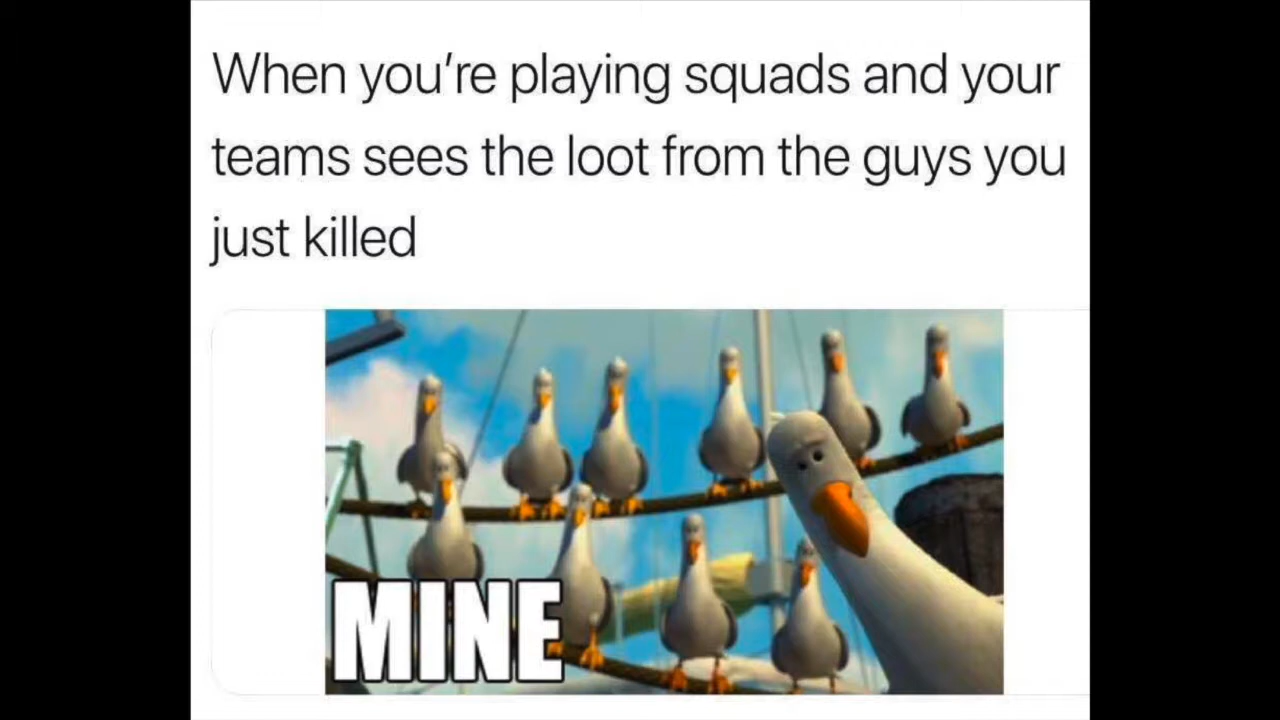 When you're playing squads and your
teams sees the loot from the guys you
just killed
MINE